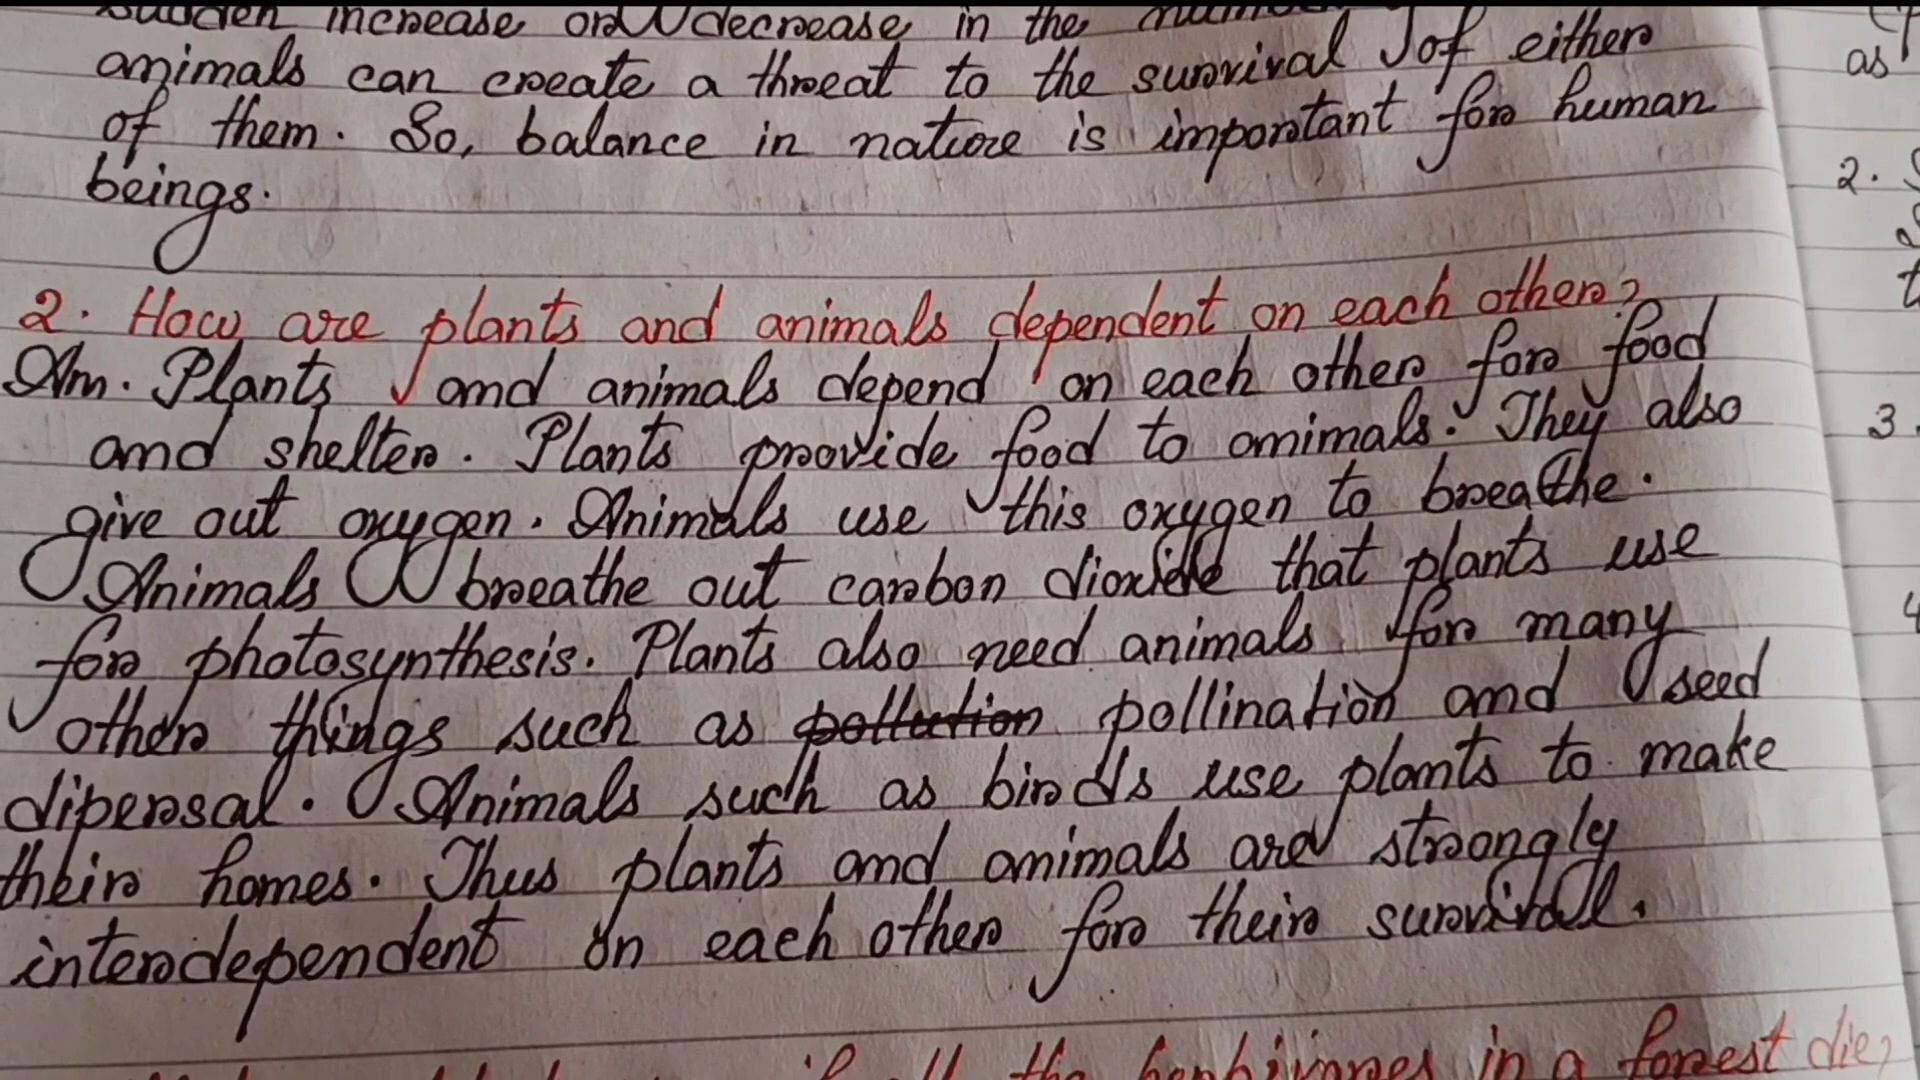 sudden increase or decrease in the
animals can create a threat to the survival of either
of them. So, balance in nature is important for human
beings.
2. How are plants and animals dependent on each other?
Ans. Plants and animals depend on each other for food
and shelter. Plants provide food to animals. They also
give out oxygen. Animals use this oxygen to breathe.
Animals breathe out carbon dioxide that plants use
for photosynthesis. Plants also need animals for many
other things such as pollution pollination and seed
dipersal. Animals such as birds use plants to make
their homes. Thus plants and animals are strongly
interdependent on each other for their survival.
if all the herbivores in a forest die?
as
2.
3.
4